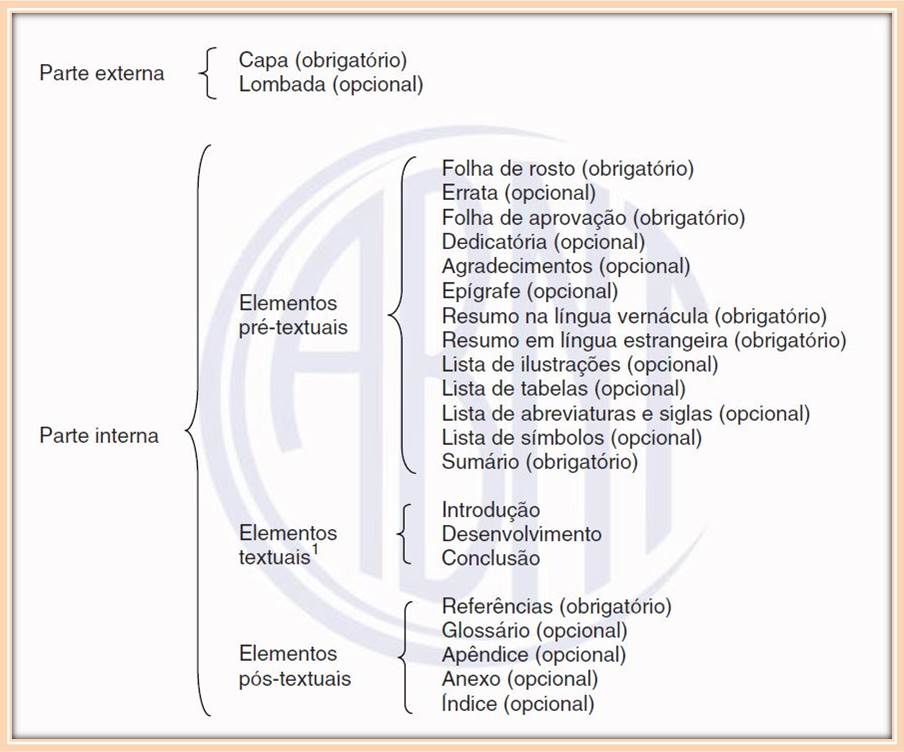 Parte externa
Capa (obrigatório)
Lombada (opcional)
Parte interna
Elementos
pré-textuais
Folha de rosto (obrigatório)
Errata (opcional)
Folha de aprovação (obrigatório)
Dedicatória (opcional)
Agradecimentos (opcional)
Epígrafe (opcional)
Resumo na língua vernácula (obrigatório)
Resumo em língua estrangeira (obrigatório)
Lista de ilustrações (opcional)
Lista de tabelas (opcional)
Lista de abreviaturas e siglas (opcional)
Lista de símbolos (opcional)
Sumário (obrigatório)
Elementos
textuais¹
Introdução
Desenvolvimento
Conclusão
Elementos
pós-textuais
Referências (obrigatório)
Glossário (opcional)
Apêndice (opcional)
Anexo (opcional)
Índice (opcional)
ABNT